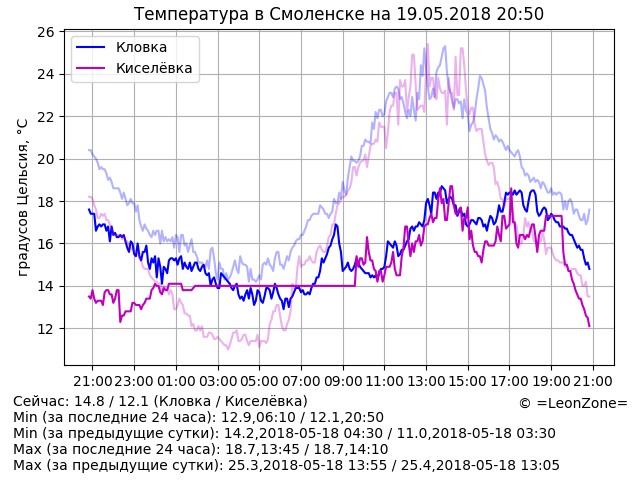 Температура в Смоленске на 19.05.2018 20:50
26
24
22
20
18
16
14
12
градусов Цельсия, °C
Кловка
Киселёвка
21:00 23:00 01:00 03:00 05:00 07:00 09:00 11:00 13:00 15:00 17:00 19:00 21:00
Сейчас: 14.8 / 12.1 (Кловка / Киселёвка)
© =LeonZone=
Min (за последние 24 часа): 12.9,06:10 / 12.1,20:50
Min (за предыдущие сутки): 14.2,2018-05-18 04:30 / 11.0,2018-05-18 03:30
Max (за последние 24 часа): 18.7,13:45 / 18.7,14:10
Max (за предыдущие сутки): 25.3,2018-05-18 13:55 / 25.4,2018-05-18 13:05